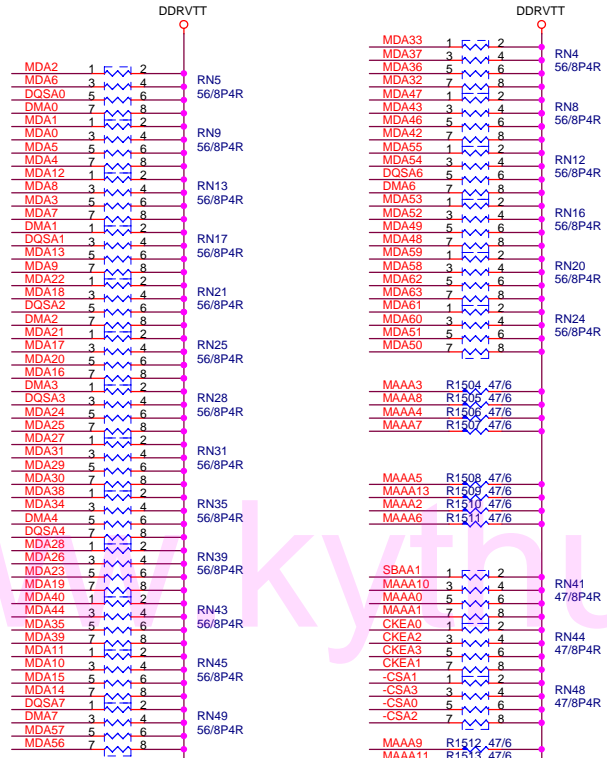 DDRVTT
MDA2 1 2
MDA6 3 4 RN5
DQSA0 5 6 56/8P4R
DMA0 7 8
MDA1 1 2
MDA0 3 4 RN9
MDA5 5 6 56/8P4R
MDA4 7 8
MDA12 1 2
MDA8 3 4 RN13
MDA3 5 6 56/8P4R
MDA7 7 8
DMA1 1 2
DQSA1 3 4 RN17
MDA13 5 6 56/8P4R
MDA9 7 8
MDA22 1 2
MDA18 3 4 RN21
DQSA2 5 6 56/8P4R
DMA2 7 8
MDA21 1 2
MDA17 3 4 RN25
MDA20 5 6 56/8P4R
MDA16 7 8
DMA3 1 2
DQSA3 3 4 RN28
MDA24 5 6 56/8P4R
MDA25 7 8
MDA27 1 2
MDA31 3 4 RN31
MDA29 5 6 56/8P4R
MDA30 7 8
MDA38 1 2
MDA34 3 4 RN35
DMA4 5 6 56/8P4R
DQSA4 7 8
MDA28 1 2
MDA26 3 4 RN39
MDA23 5 6 56/8P4R
MDA19 7 8
MDA40 1 2
MDA44 3 4 RN43
MDA35 5 6 56/8P4R
MDA39 7 8
MDA11 1 2
MDA10 3 4 RN45
MDA15 5 6 56/8P4R
MDA14 7 8
DQSA7 1 2
DMA7 3 4 RN49
MDA57 5 6 56/8P4R
MDA56 7 8
DDRVTT
MDA33 1 2
MDA37 3 4 RN4
MDA36 5 6 56/8P4R
MDA32 7 8
MDA47 1 2
MDA43 3 4 RN8
MDA46 5 6 56/8P4R
MDA42 7 8
MDA55 1 2
MDA54 3 4 RN12
DQSA6 5 6 56/8P4R
DMA6 7 8
MDA53 1 2
MDA52 3 4 RN16
MDA49 5 6 56/8P4R
MDA48 7 8
MDA59 1 2
MDA58 3 4 RN20
MDA62 5 6 56/8P4R
MDA63 7 8
MDA61 1 2
MDA60 3 4 RN24
MDA51 5 6 56/8P4R
MDA50 7 8
MAAA3 R1504 47/6
MAAA8 R1505 47/6
MAAA4 R1506 47/6
MAAA7 R1507 47/6
MAAA5 R1508 47/6
MAAA13 R1509 47/6
MAAA2 R1510 47/6
MAAA6 R1511 47/6
SBAA1 1 2
MAAA10 3 4 RN41
MAAA0 5 6 47/8P4R
MAAA1 7 8
CKEA0 1 2
CKEA2 3 4 RN44
CKEA3 5 6 47/8P4R
CKEA1 7 8
-CSA1 1 2
-CSA3 3 4 RN48
-CSA0 5 6 47/8P4R
-CSA2 7 8
MAAA9 R1512 47/6
MAAA11 R1513 47/6
w kythu